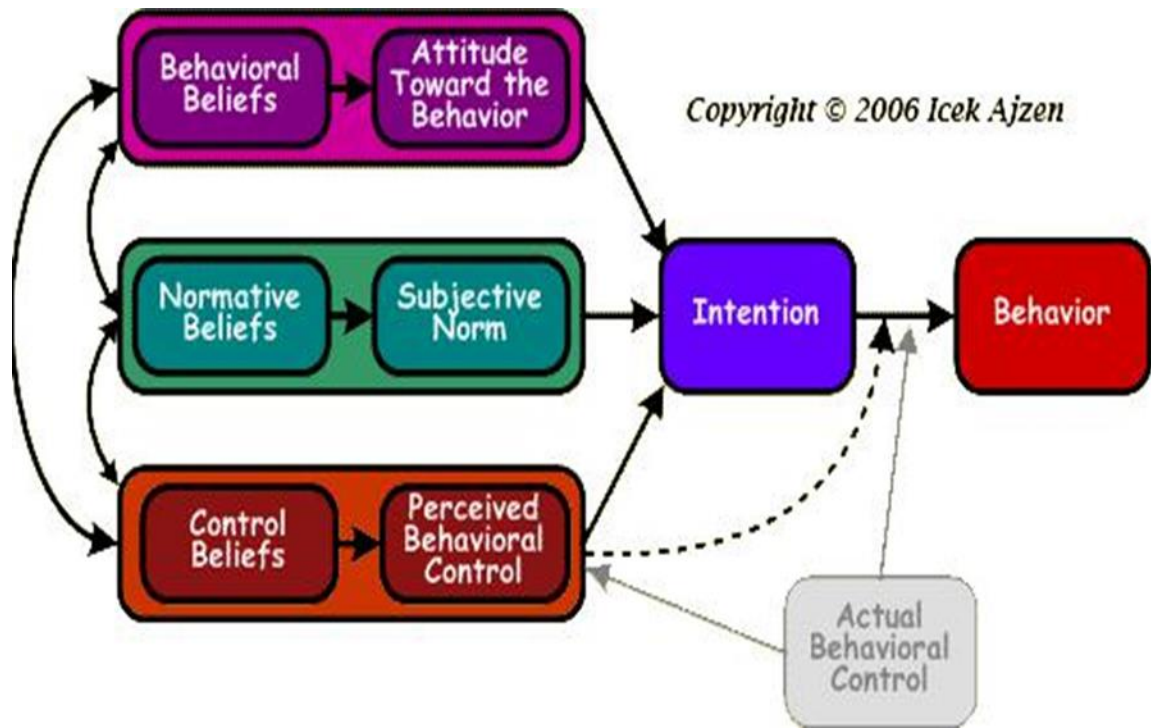 Behavioral
Beliefs
Attitude
Toward the
Behavior
Copyright © 2006 Icek Ajzen
Normative
Beliefs
Subjective
Norm
Intention
Behavior
Control
Beliefs
Perceived
Behavioral
Control
Actual
Behavioral
Control